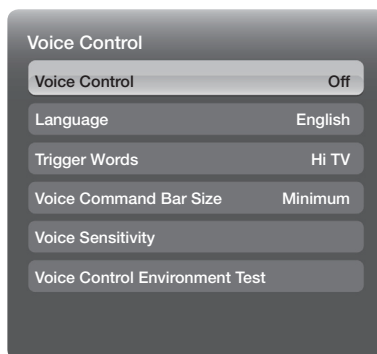 Voice Control
Voice Control Off
Language English
Trigger Words Hi TV
Voice Command Bar Size Minimum
Voice Sensitivity
Voice Control Environment Test